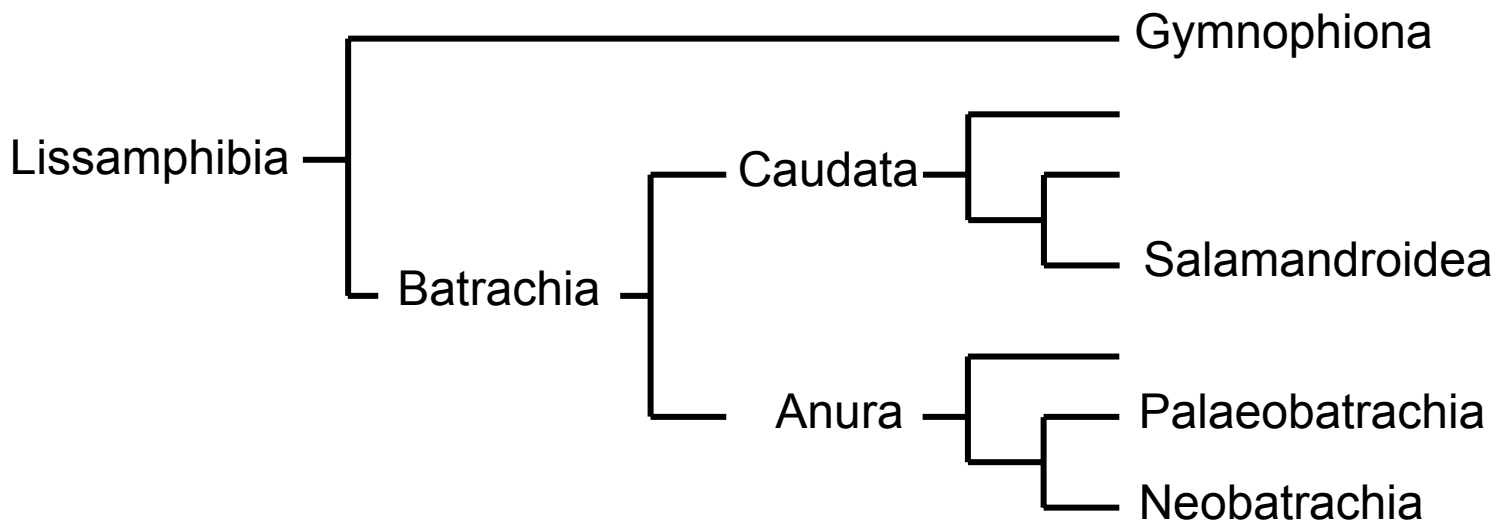 Gymnophiona
Lissamphibia
Caudata
Salamandroidea
Batrachia
Anura
Palaeobatrachia
Neobatrachia